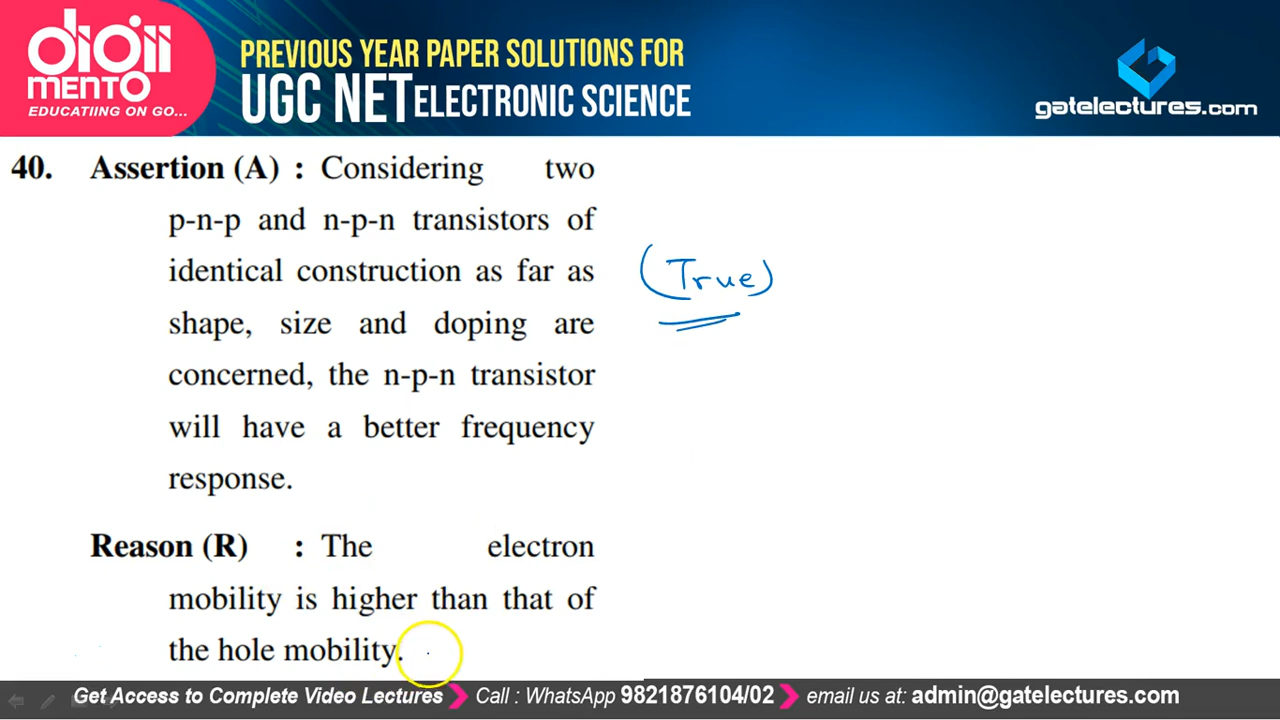 digii
MENTO
EDUCATIING ON GO...
PREVIOUS YEAR PAPER SOLUTIONS FOR
UGC NET ELECTRONIC SCIENCE
gatelectures.com
40. Assertion (A) : Considering two
p-n-p and n-p-n transistors of
identical construction as far as
shape, size and doping are
concerned, the n-p-n transistor
will have a better frequency
response.
(True)
Reason (R) : The electron
mobility is higher than that of
the hole mobility.
Get Access to Complete Video Lectures Call : WhatsApp 9821876104/02 email us at: admin@gatelectures.com